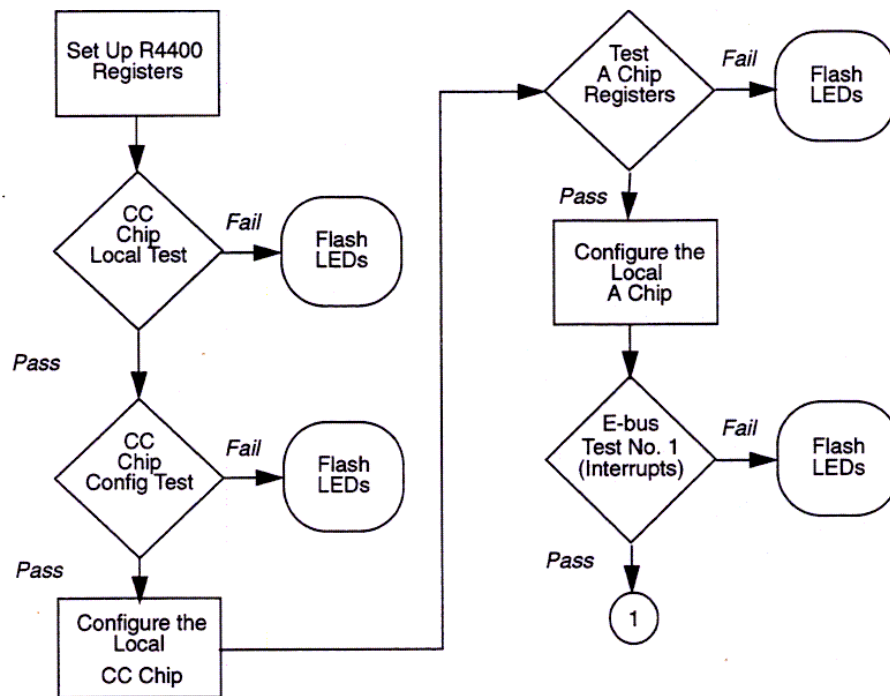 Set Up R4400
Registers
CC
Chip
Local Test
Fail
Flash
LEDs
Pass
CC
Chip
Config Test
Fail
Flash
LEDs
Pass
Configure the
Local
CC Chip
Test
A Chip
Registers
Fail
Flash
LEDs
Pass
Configure the
Local
A Chip
E-bus
Test No. 1
(Interrupts)
Fail
Flash
LEDs
Pass
1